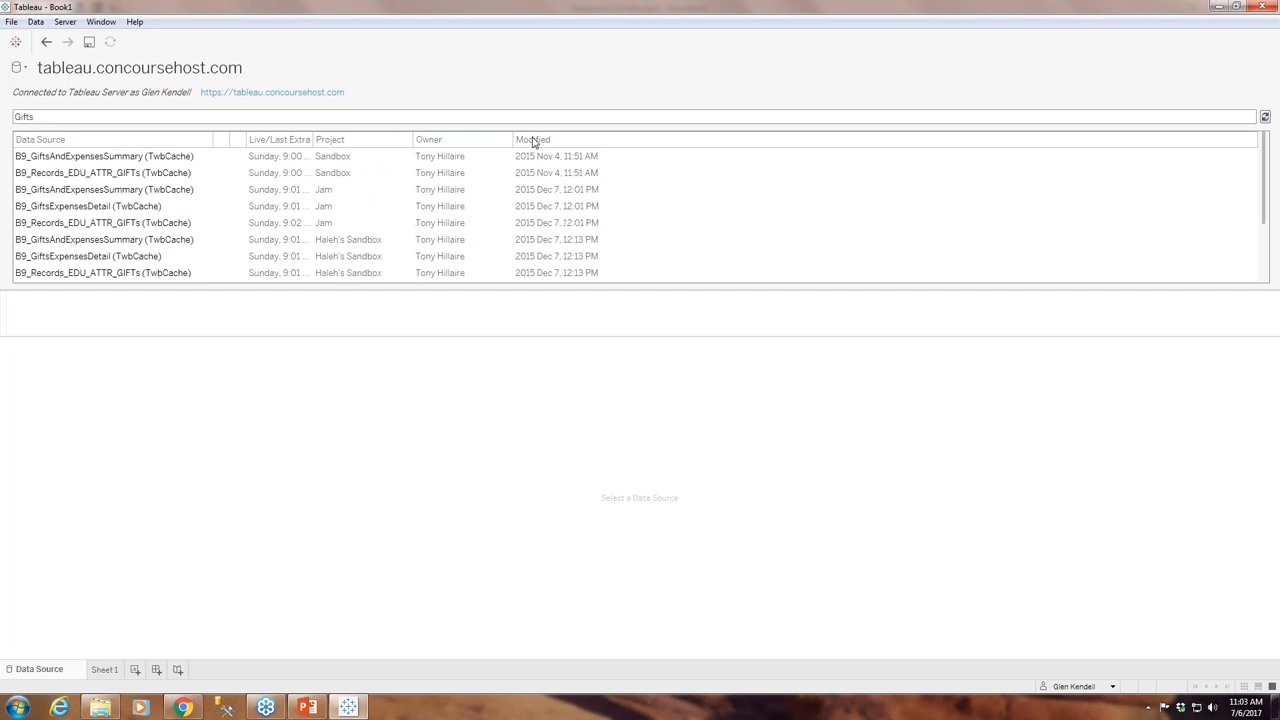 Tableau - Book1
File Data Server Window Help
tableau.concoursehost.com
Connected to Tableau Server as Glen Kendell https://tableau.concoursehost.com
Gifts
Data Source Live/Last Extra Project Owner Modified
B9_GiftsAndExpensesSummary (TwbCache) Sunday, 9:00 ... Sandbox Tony Hillaire 2015 Nov 4, 11:51 AM
B9_Records_EDU_ATTR_GIFTs (TwbCache) Sunday, 9:00 ... Sandbox Tony Hillaire 2015 Nov 4, 11:51 AM
B9_GiftsAndExpensesSummary (TwbCache) Sunday, 9:01 ... Jam Tony Hillaire 2015 Dec 7, 12:01 PM
B9_GiftsExpensesDetail (TwbCache) Sunday, 9:01 ... Jam Tony Hillaire 2015 Dec 7, 12:01 PM
B9_Records_EDU_ATTR_GIFTs (TwbCache) Sunday, 9:02 ... Jam Tony Hillaire 2015 Dec 7, 12:01 PM
B9_GiftsAndExpensesSummary (TwbCache) Sunday, 9:01 ... Haleh's Sandbox Tony Hillaire 2015 Dec 7, 12:13 PM
B9_GiftsExpensesDetail (TwbCache) Sunday, 9:01 ... Haleh's Sandbox Tony Hillaire 2015 Dec 7, 12:13 PM
B9_Records_EDU_ATTR_GIFTs (TwbCache) Sunday, 9:01 ... Haleh's Sandbox Tony Hillaire 2015 Dec 7, 12:13 PM
Select a Data Source
Data Source Sheet 1
Glen Kendell
11:03 AM
7/6/2017